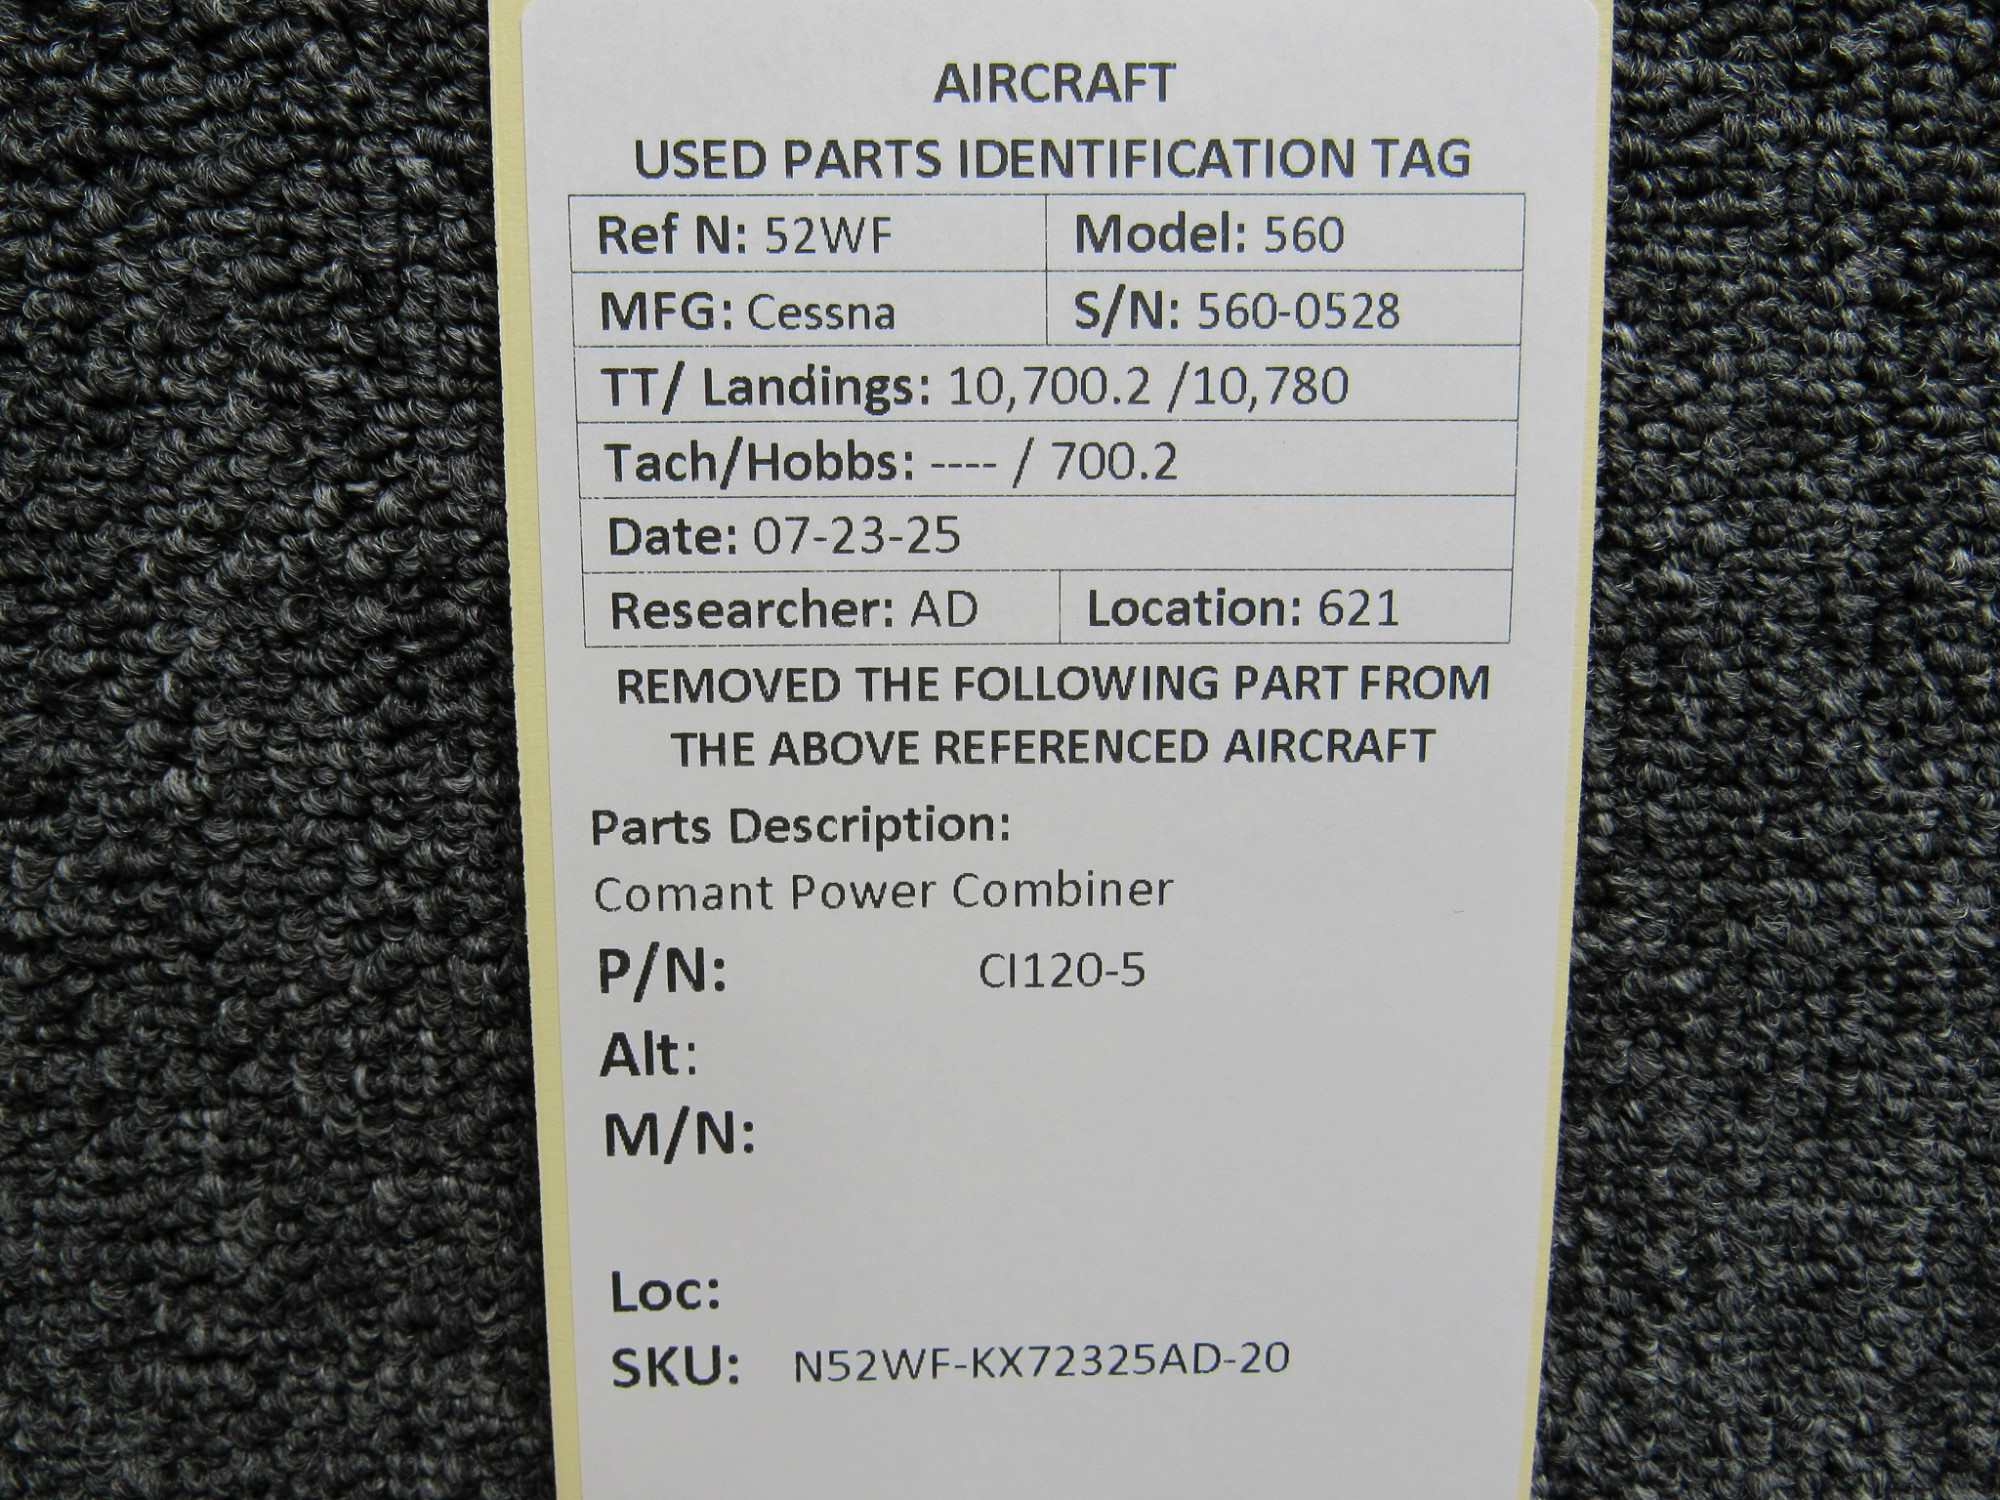 AIRCRAFT
USED PARTS IDENTIFICATION TAG
Ref N: 52WF Model: 560
MFG: Cessna S/N: 560-0528
TT/ Landings: 10,700.2 /10,780
Tach/Hobbs: ---- / 700.2
Date: 07-23-25
Researcher: AD Location: 621
REMOVED THE FOLLOWING PART FROM
THE ABOVE REFERENCED AIRCRAFT
Parts Description:
Comant Power Combiner
P/N: CI120-5
Alt:
M/N:
Loc:
SKU: N52WF-KX72325AD-20